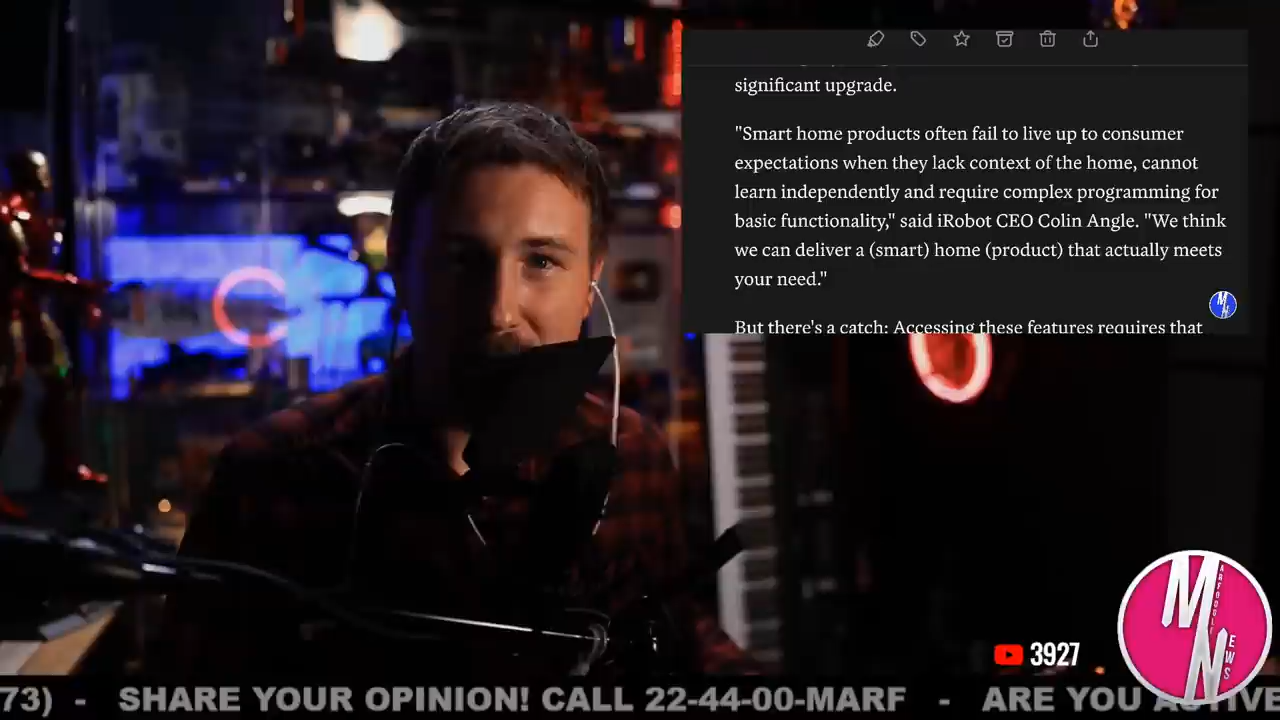 significant upgrade.
"Smart home products often fail to live up to consumer
expectations when they lack context of the home, cannot
learn independently and require complex programming for
basic functionality," said iRobot CEO Colin Angle. "We think
we can deliver a (smart) home (product) that actually meets
your need."
But there's a catch: Accessing these features requires that
MN
3927
MARFOOGLE NEWS
73) - SHARE YOUR OPINION! CALL 22-44-00-MARF - ARE YOU ACTIVE